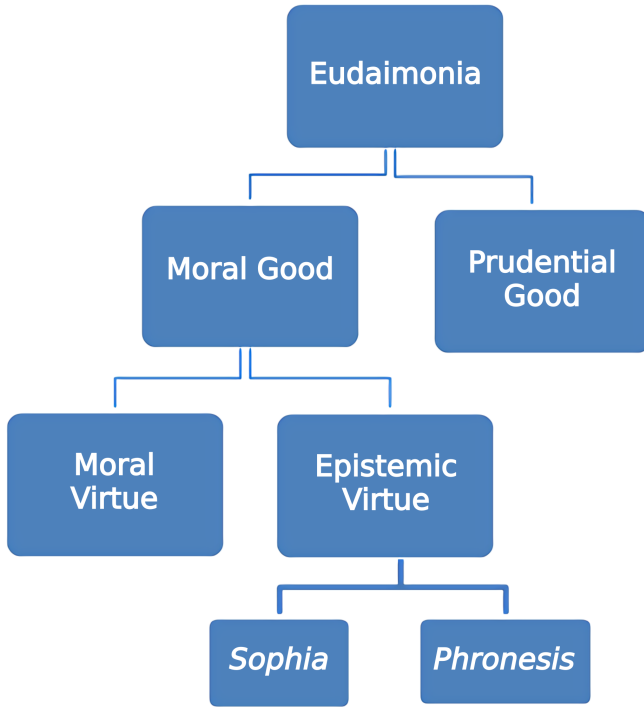 Eudaimonia
Moral Good
Prudential
Good
Moral
Virtue
Epistemic
Virtue
Sophia
Phronesis